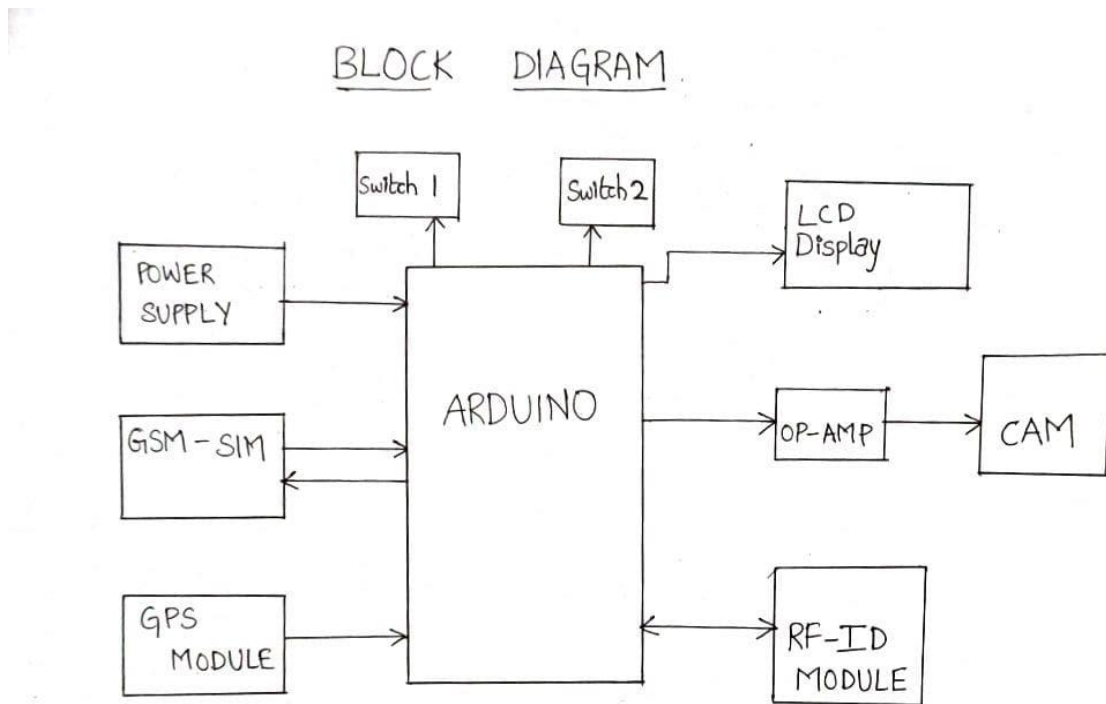 BLOCK DIAGRAM.
Switch 1
Switch 2
LCD
Display
POWER
SUPPLY
ARDUINO
GSM-SIM
OP-AMP
CAM
GPS
MODULE
RF-ID
MODULE